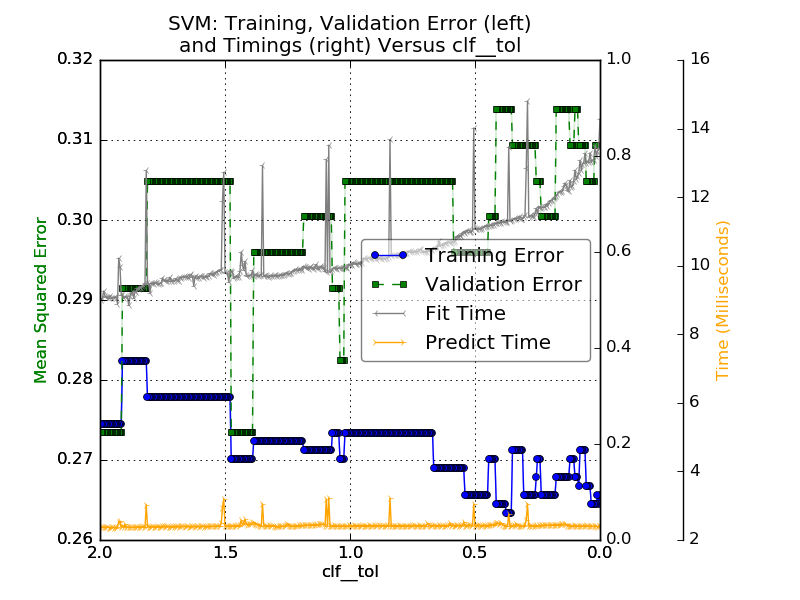 SVM: Training, Validation Error (left)
and Timings (right) Versus clf__tol
0.32
0.31
0.30
0.29
0.28
0.27
0.26
Mean Squared Error
2.0
1.5
1.0
0.5
0.0
clf__tol
Training Error
Validation Error
Fit Time
Predict Time
1.0
0.8
0.6
0.4
0.2
0.0
16
14
12
10
8
6
4
2
Time (Milliseconds)